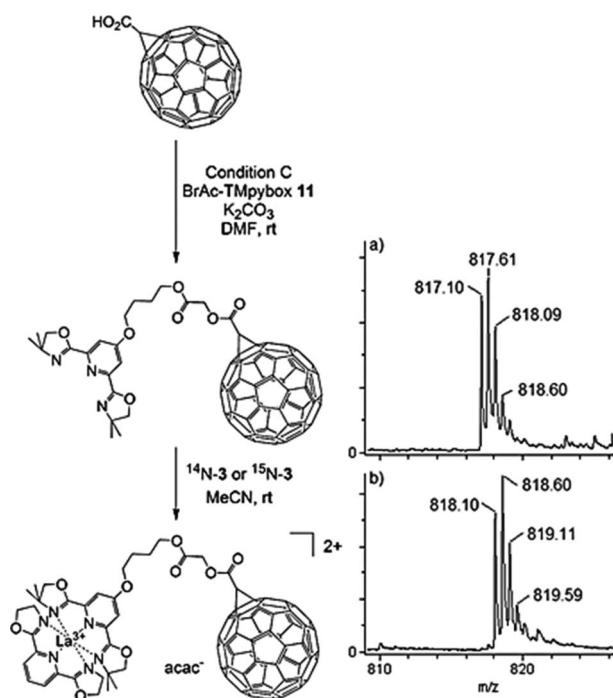 HO₂C
Condition C
BrAc-TMpybox 11
K₂CO₃
DMF, rt
O
O
O
O
O
O
N
N
O
N
O
¹⁴N-3 or ¹⁵N-3
MeCN, rt
2+
O
O
O
O
O
O
N
O
N
N
La³⁺
N
N
O
N
O
acac⁻
a)
817.61
817.10
818.09
818.60
0
b)
818.60
818.10
819.11
819.59
0
810
820
m/z